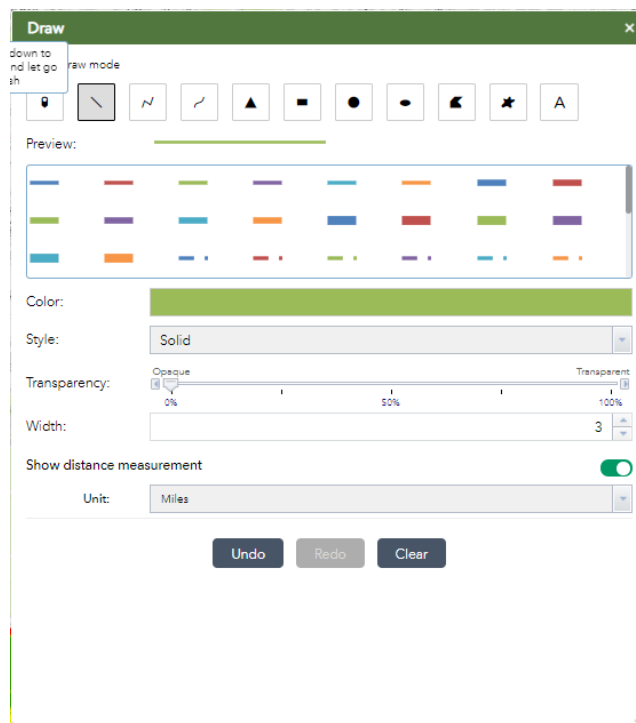 Draw
×
down to
nd let go
sh
raw mode
A
Preview:
Color:
Style:
Solid
Transparency:
Opaque
Transparent
0%
50%
100%
Width:
3
Show distance measurement
Unit:
Miles
Undo
Redo
Clear